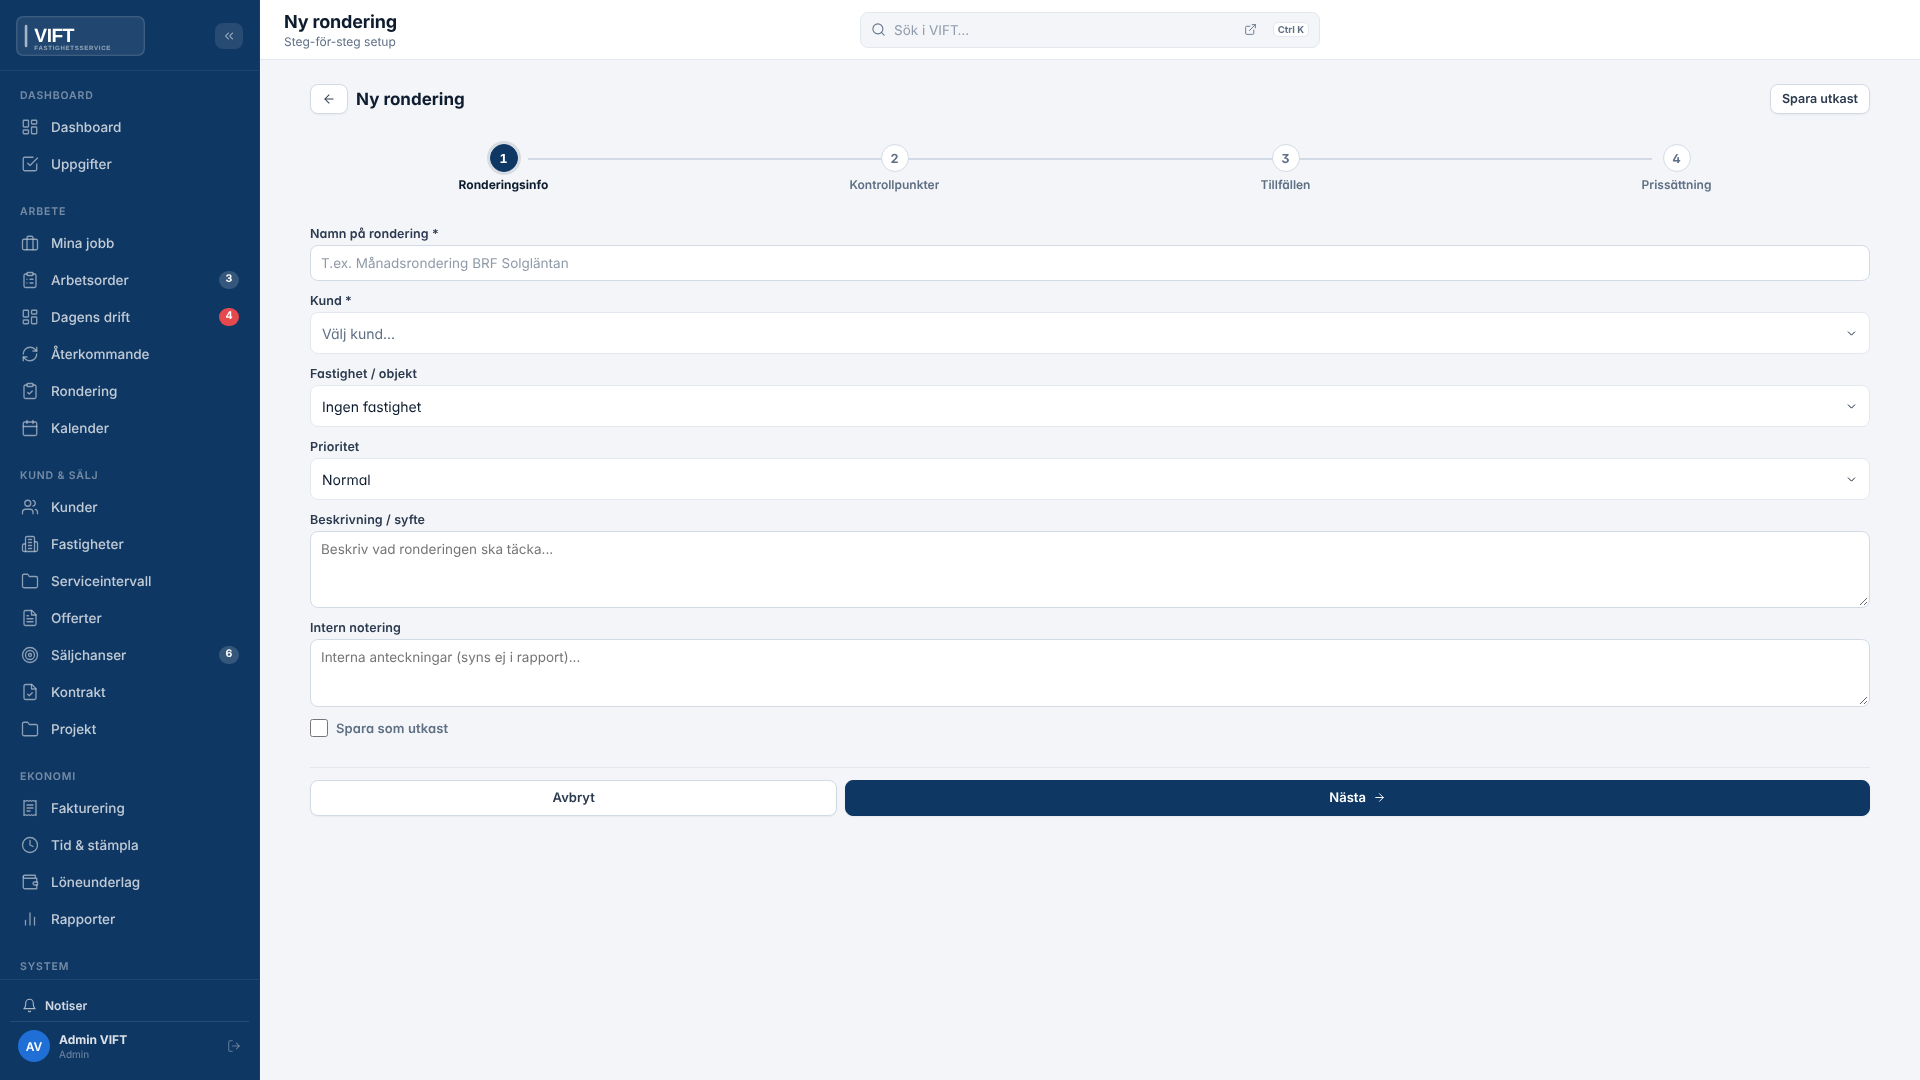 VIFT
FASTIGHETSSERVICE
DASHBOARD
Dashboard
Uppgifter
ARBETE
Mina jobb
Arbetsorder 3
Dagens drift 4
Återkommande
Rondering
Kalender
KUND & SÄLJ
Kunder
Fastigheter
Serviceintervall
Offerter
Säljchanser 6
Kontrakt
Projekt
EKONOMI
Fakturering
Tid & stämpla
Löneunderlag
Rapporter
SYSTEM
Notiser
AV
Admin VIFT
Admin
Ny rondering
Steg-för-steg setup
Sök i VIFT... Ctrl K
Ny rondering
Spara utkast
1 2 3 4
Ronderingsinfo Kontrollpunkter Tillfällen Prissättning
Namn på rondering *
T.ex. Månadsrondering BRF Solgläntan
Kund *
Välj kund...
Fastighet / objekt
Ingen fastighet
Prioritet
Normal
Beskrivning / syfte
Beskriv vad ronderingen ska täcka...
Intern notering
Interna anteckningar (syns ej i rapport)...
Spara som utkast
Avbryt Nästa →